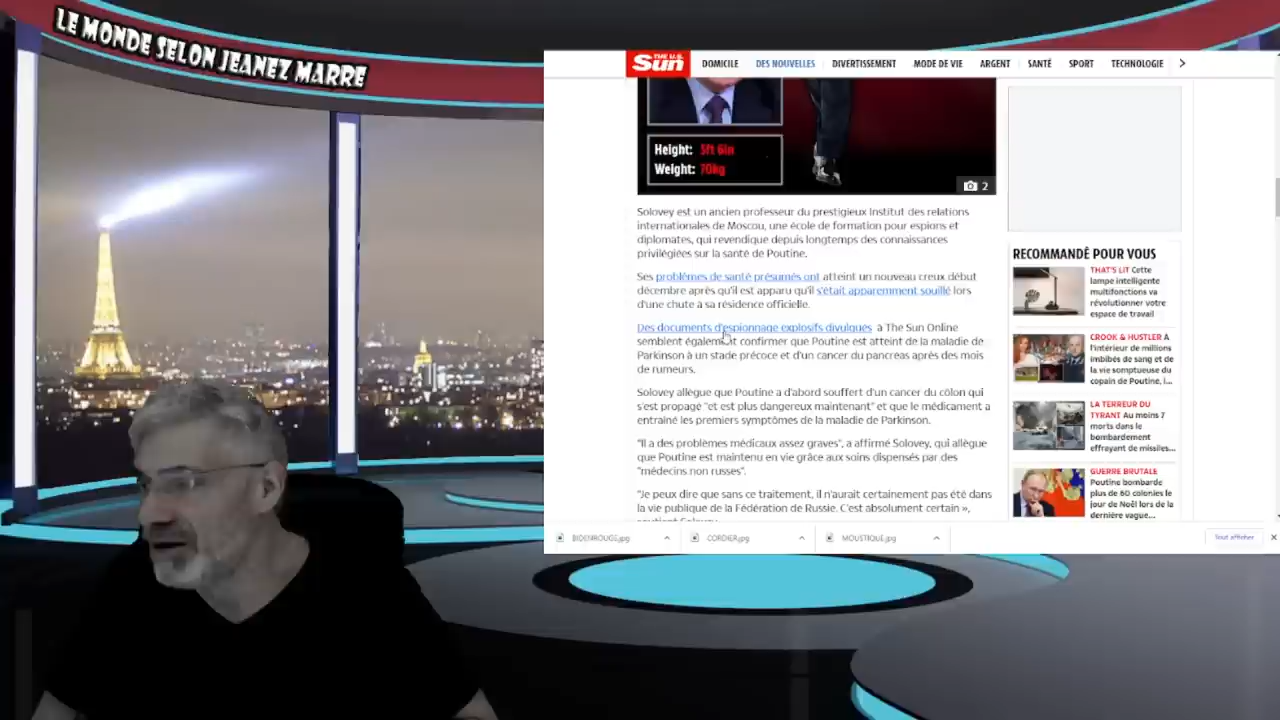 LE MONDE SELON JEANEZ MARRE
THE U.S. Sun
DOMICILE DES NOUVELLES DIVERTISSEMENT MODE DE VIE ARGENT SANTÉ SPORT TECHNOLOGIE
Height: 5ft 6in
Weight: 70kg
2
Solovey est un ancien professeur du prestigieux Institut des relations
internationales de Moscou, une école de formation pour espions et
diplomates, qui revendique depuis longtemps des connaissances
privilégiées sur la santé de Poutine.
Ses problèmes de santé présumés ont atteint un nouveau creux début
décembre après qu'il est apparu qu'il s'était apparemment souillé lors
d'une chute à sa résidence officielle.
Des documents d'espionnage explosifs divulgués à The Sun Online
semblent également confirmer que Poutine est atteint de la maladie de
Parkinson à un stade précoce et d'un cancer du pancréas après des mois
de rumeurs.
Solovey allègue que Poutine a d'abord souffert d'un cancer du côlon qui
s'est propagé "et est plus dangereux maintenant" et que le médicament a
entraîné les premiers symptômes de la maladie de Parkinson.
"Il a des problèmes médicaux assez graves", a affirmé Solovey, qui allègue
que Poutine est maintenu en vie grâce aux soins dispensés par des
"médecins non russes".
"Je peux dire que sans ce traitement, il n'aurait certainement pas été dans
la vie publique de la Fédération de Russie. C'est absolument certain »,
RECOMMANDÉ POUR VOUS
THAT'S LIT Cette
lampe intelligente
multifonctions va
révolutionner votre
espace de travail
CROOK & HUSTLER À
l'intérieur de millions
imbibés de sang et de
la vie somptueuse du
copain de Poutine, l...
LA TERREUR DU
TYRANT Au moins 7
morts dans le
bombardement
effrayant de missiles...
GUERRE BRUTALE
Poutine bombarde
plus de 60 colonies le
jour de Noël lors de la
dernière vague...
BIDENROUGE.jpg CORDIER.jpg MOUSTIQUE.jpg Tout afficher